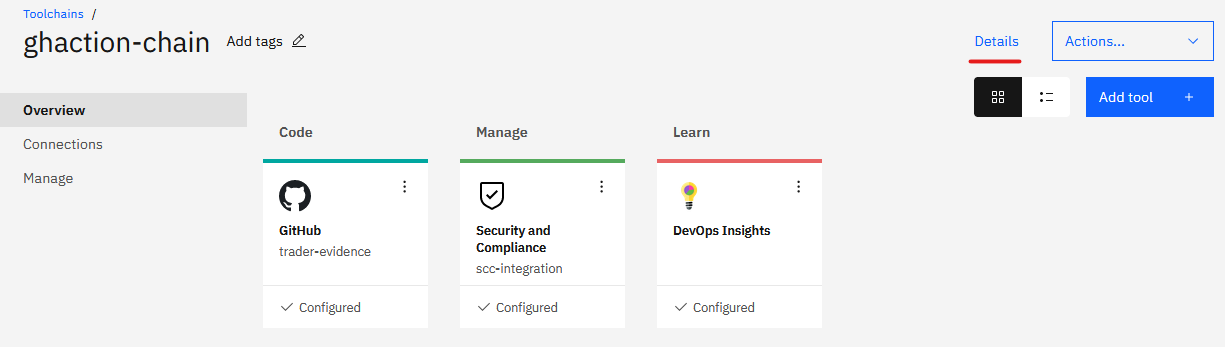 Toolchains /
ghaction-chain
Add tags
Details
Actions...
Add tool +
Overview
Connections
Manage
Code
GitHub
trader-evidence
Configured
Manage
Security and
Compliance
scc-integration
Configured
Learn
DevOps Insights
Configured